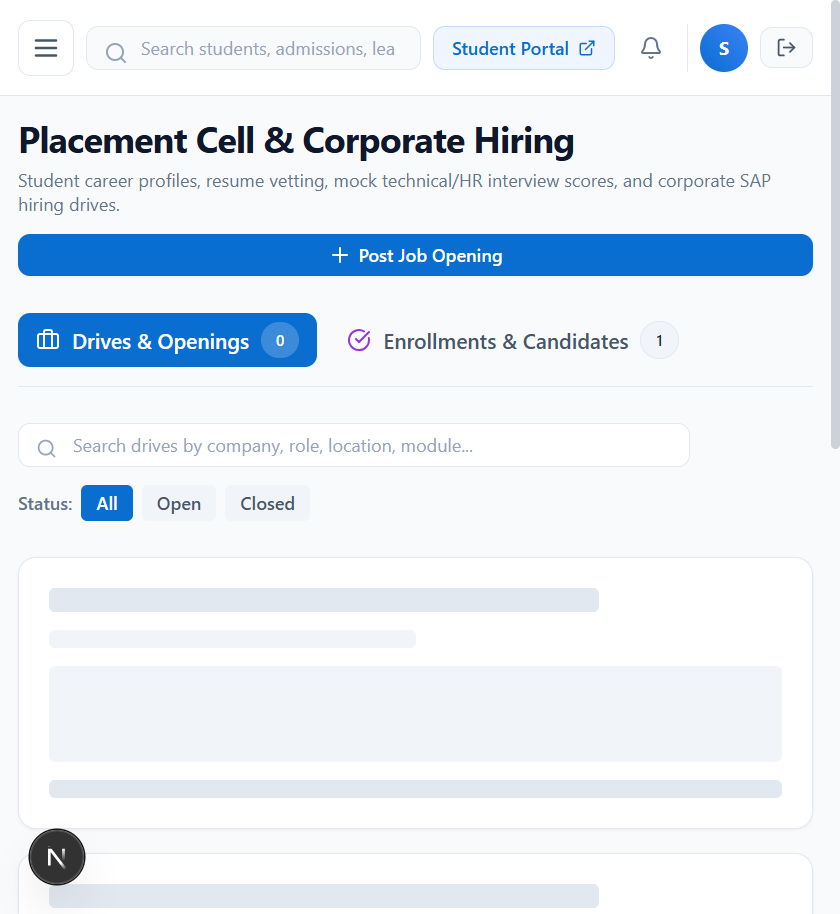 Search students, admissions, lea
Student Portal
S
Placement Cell & Corporate Hiring
Student career profiles, resume vetting, mock technical/HR interview scores, and corporate SAP
hiring drives.
Post Job Opening
Drives & Openings 0
Enrollments & Candidates 1
Search drives by company, role, location, module...
Status: All Open Closed
N